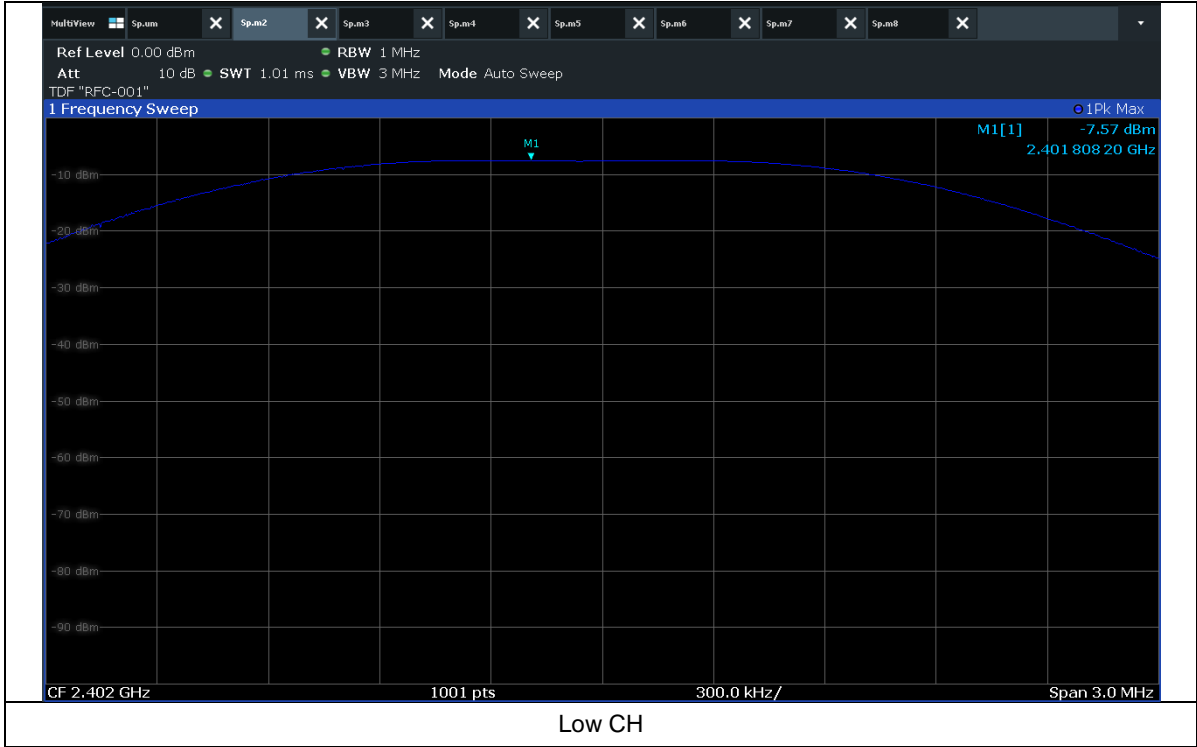 MultiView Sp.um Sp.m2 Sp.m3 Sp.m4 Sp.m5 Sp.m6 Sp.m7 Sp.m8
Ref Level 0.00 dBm RBW 1 MHz
Att 10 dB SWT 1.01 ms VBW 3 MHz Mode Auto Sweep
TDF "RFC-001"
1 Frequency Sweep 1Pk Max
M1[1] -7.57 dBm
2.401 808 20 GHz
M1
-10 dBm
-20 dBm
-30 dBm
-40 dBm
-50 dBm
-60 dBm
-70 dBm
-80 dBm
-90 dBm
CF 2.402 GHz 1001 pts 300.0 kHz/ Span 3.0 MHz
Low CH